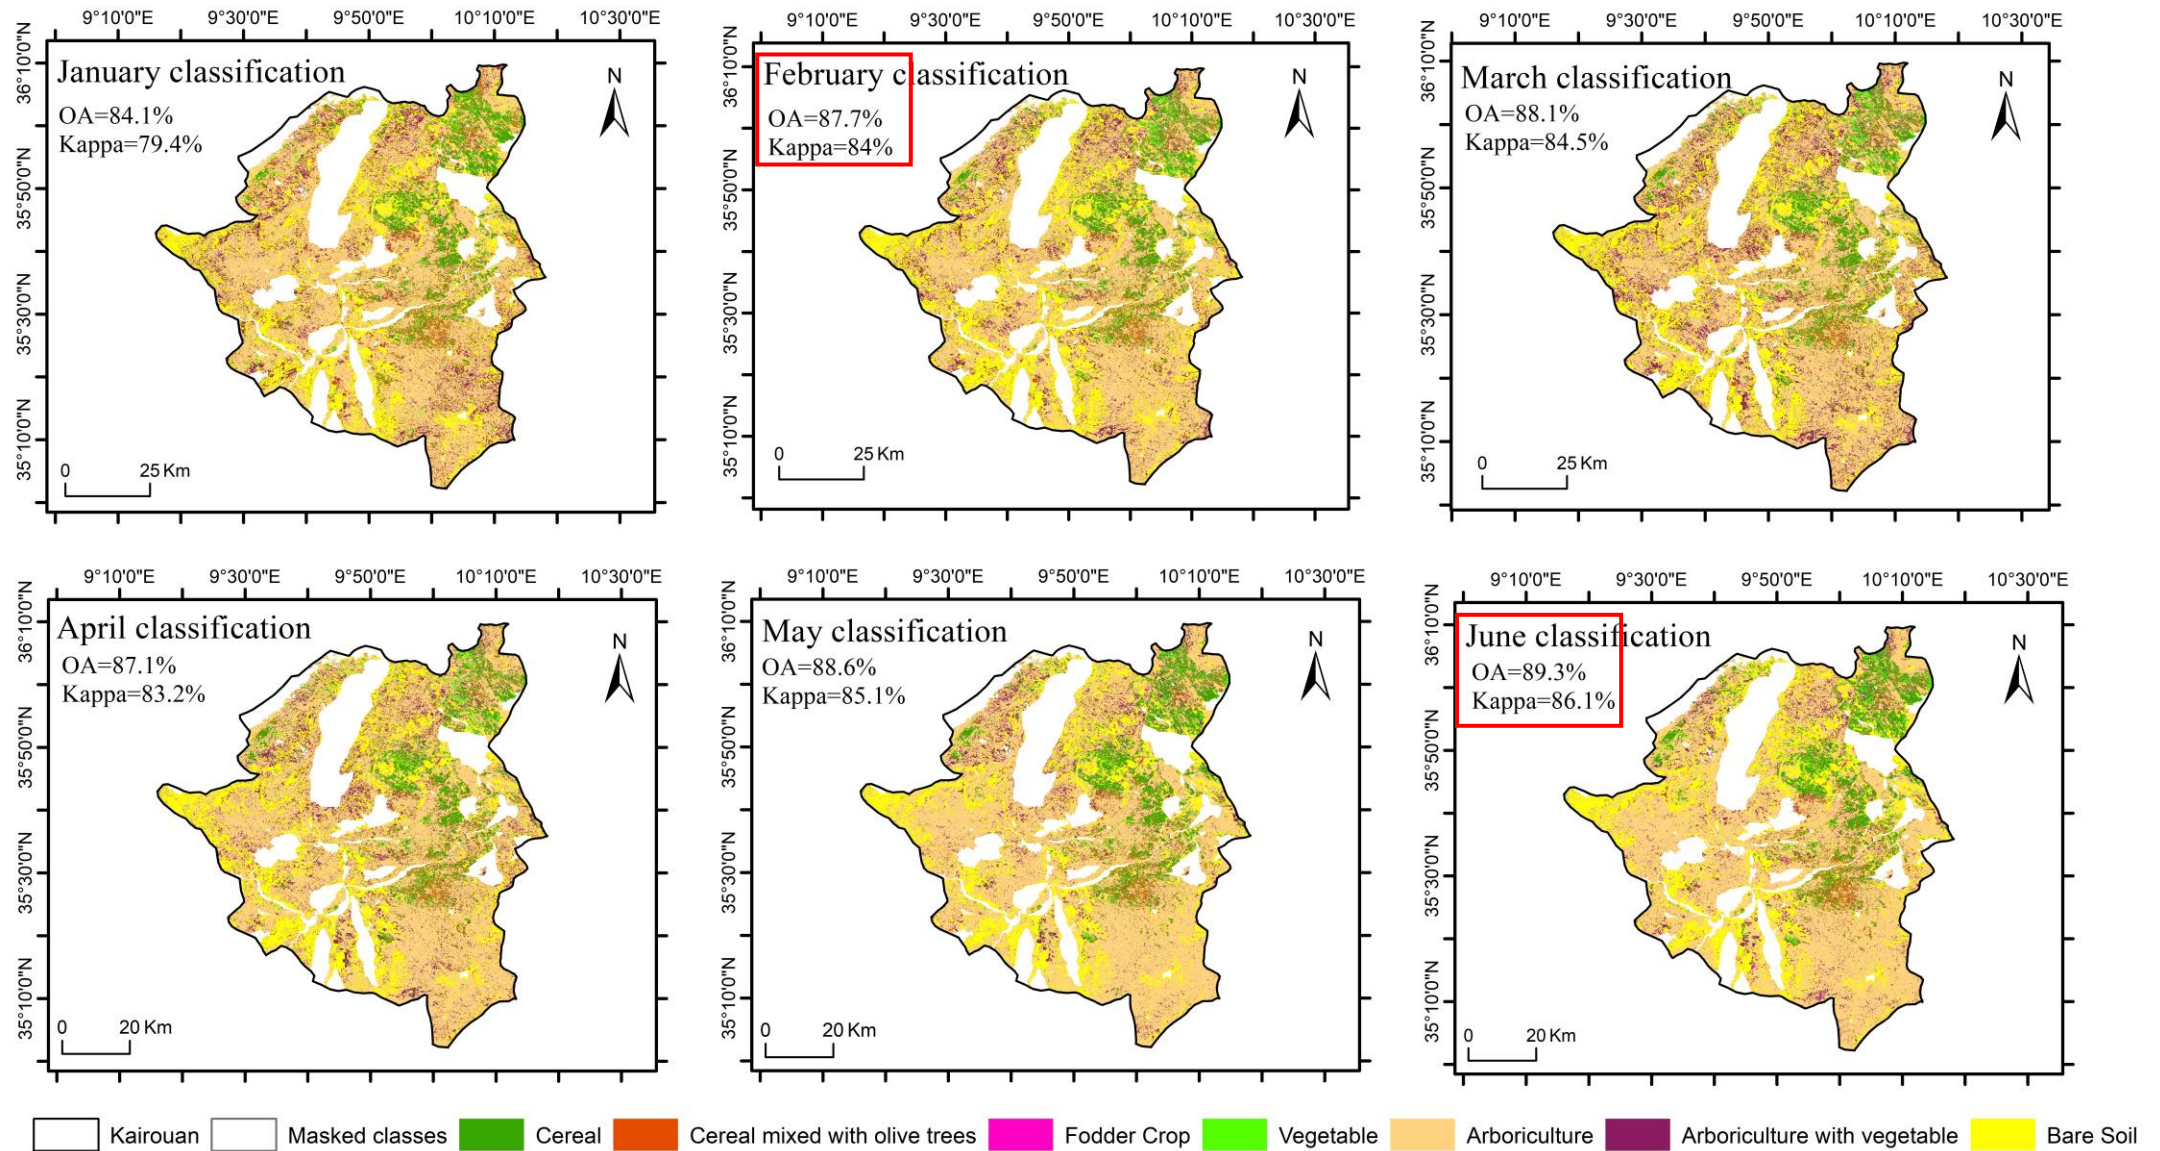 9°10'0"E 9°30'0"E 9°50'0"E 10°10'0"E 10°30'0"E
36°10'0"N
35°50'0"N
35°30'0"N
35°10'0"N
January classification
OA=84.1%
Kappa=79.4%
N
0 25 Km
9°10'0"E 9°30'0"E 9°50'0"E 10°10'0"E 10°30'0"E
36°10'0"N
35°50'0"N
35°30'0"N
35°10'0"N
February classification
OA=87.7%
Kappa=84%
N
0 25 Km
9°10'0"E 9°30'0"E 9°50'0"E 10°10'0"E 10°30'0"E
36°10'0"N
35°50'0"N
35°30'0"N
35°10'0"N
March classification
OA=88.1%
Kappa=84.5%
N
0 25 Km
9°10'0"E 9°30'0"E 9°50'0"E 10°10'0"E 10°30'0"E
36°10'0"N
35°50'0"N
35°30'0"N
35°10'0"N
April classification
OA=87.1%
Kappa=83.2%
N
0 20 Km
9°10'0"E 9°30'0"E 9°50'0"E 10°10'0"E 10°30'0"E
36°10'0"N
35°50'0"N
35°30'0"N
35°10'0"N
May classification
OA=88.6%
Kappa=85.1%
N
0 20 Km
9°10'0"E 9°30'0"E 9°50'0"E 10°10'0"E 10°30'0"E
36°10'0"N
35°50'0"N
35°30'0"N
35°10'0"N
June classification
OA=89.3%
Kappa=86.1%
N
0 20 Km
Kairouan Masked classes Cereal Cereal mixed with olive trees Fodder Crop Vegetable Arboriculture Arboriculture with vegetable Bare Soil